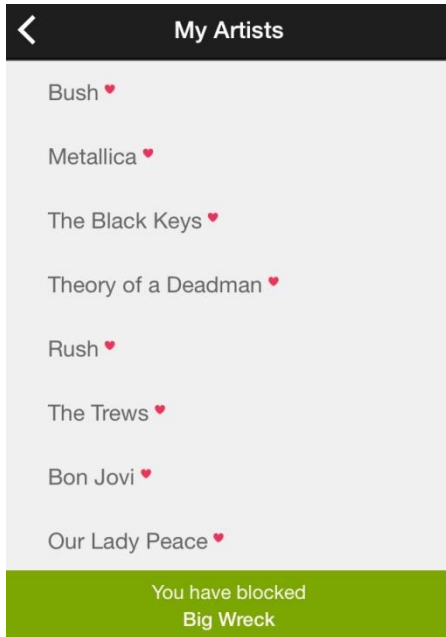 My Artists
Bush
Metallica
The Black Keys
Theory of a Deadman
Rush
The Trews
Bon Jovi
Our Lady Peace
You have blocked
Big Wreck